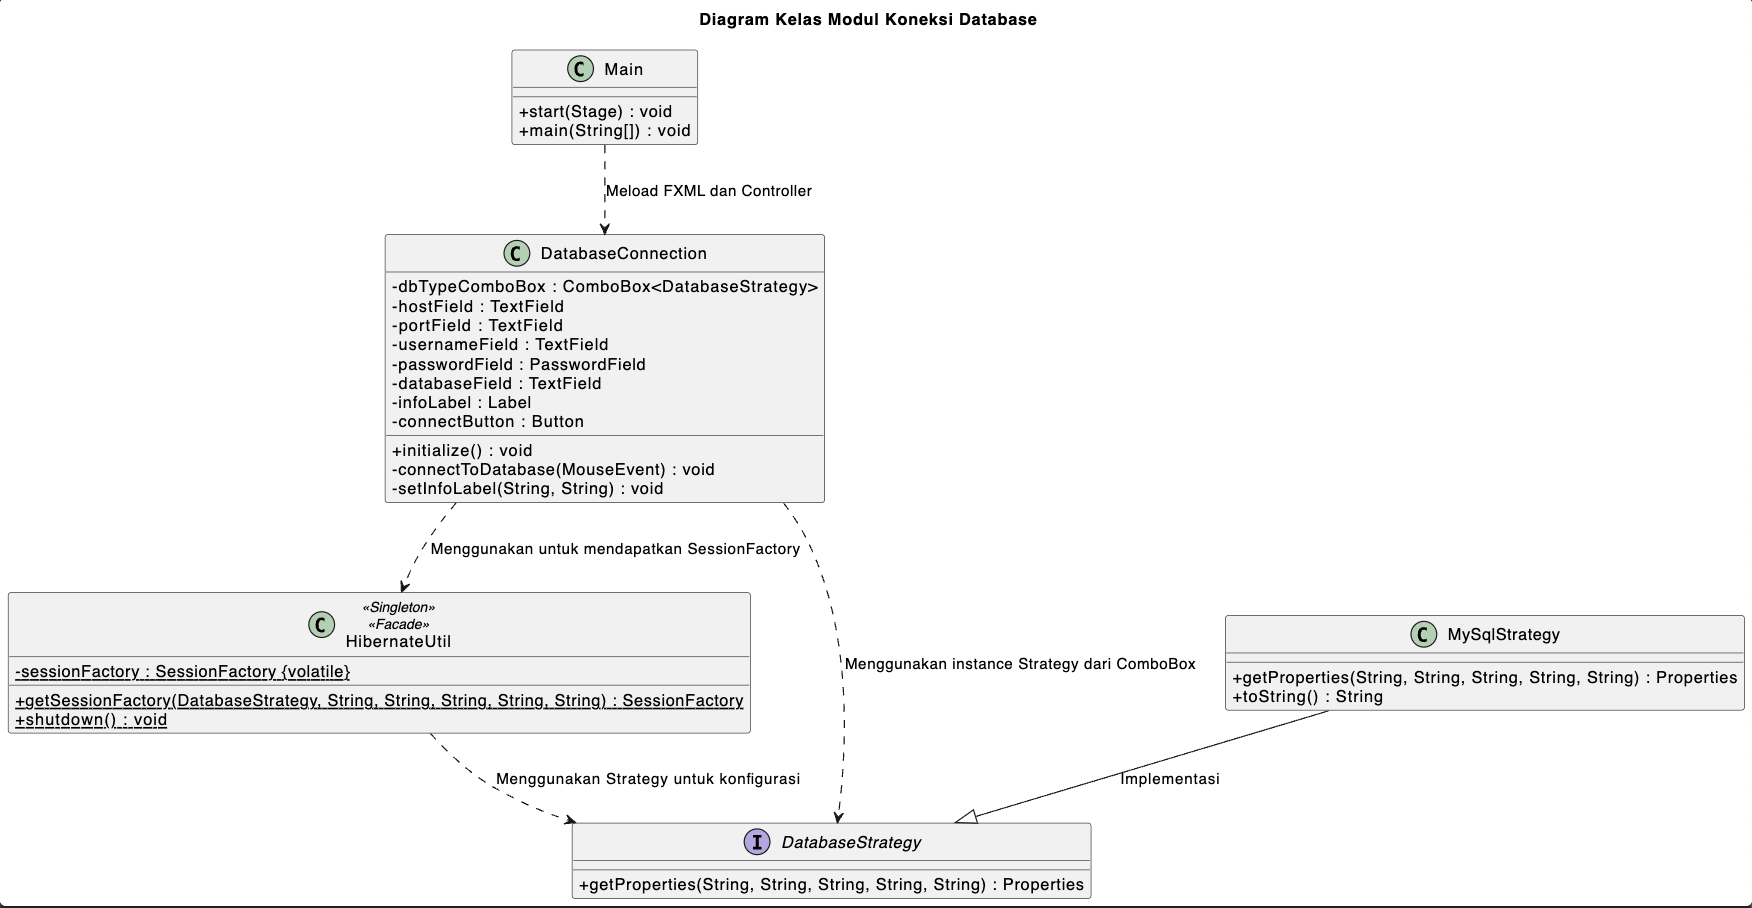 Diagram Kelas Modul Koneksi Database
C Main
+start(Stage) : void
+main(String[]) : void
Meload FXML dan Controller
C DatabaseConnection
-dbTypeComboBox : ComboBox<DatabaseStrategy>
-hostField : TextField
-portField : TextField
-usernameField : TextField
-passwordField : PasswordField
-databaseField : TextField
-infoLabel : Label
-connectButton : Button
+initialize() : void
-connectToDatabase(MouseEvent) : void
-setInfoLabel(String, String) : void
Menggunakan untuk mendapatkan SessionFactory
«Singleton»
«Facade»
C HibernateUtil
-sessionFactory : SessionFactory {volatile}
+getSessionFactory(DatabaseStrategy, String, String, String, String, String) : SessionFactory
+shutdown() : void
Menggunakan instance Strategy dari ComboBox
C MySqlStrategy
+getProperties(String, String, String, String, String) : Properties
+toString() : String
Menggunakan Strategy untuk konfigurasi
Implementasi
I DatabaseStrategy
+getProperties(String, String, String, String, String) : Properties